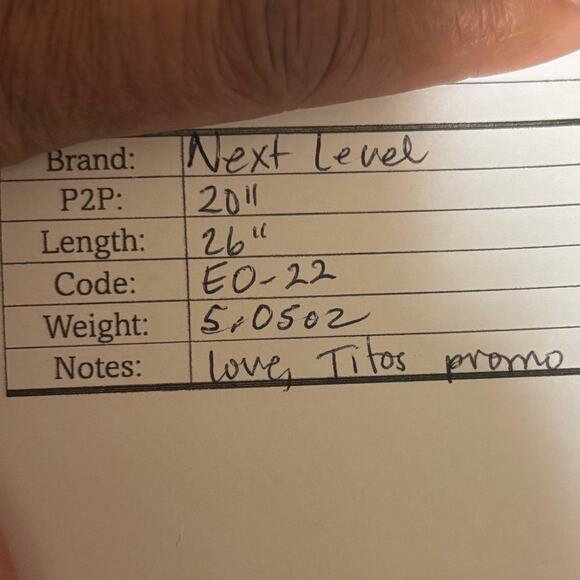 Brand: Next Level
P2P: 20"
Length: 26"
Code: EO-22
Weight: 5.05oz
Notes: love, Titos promo